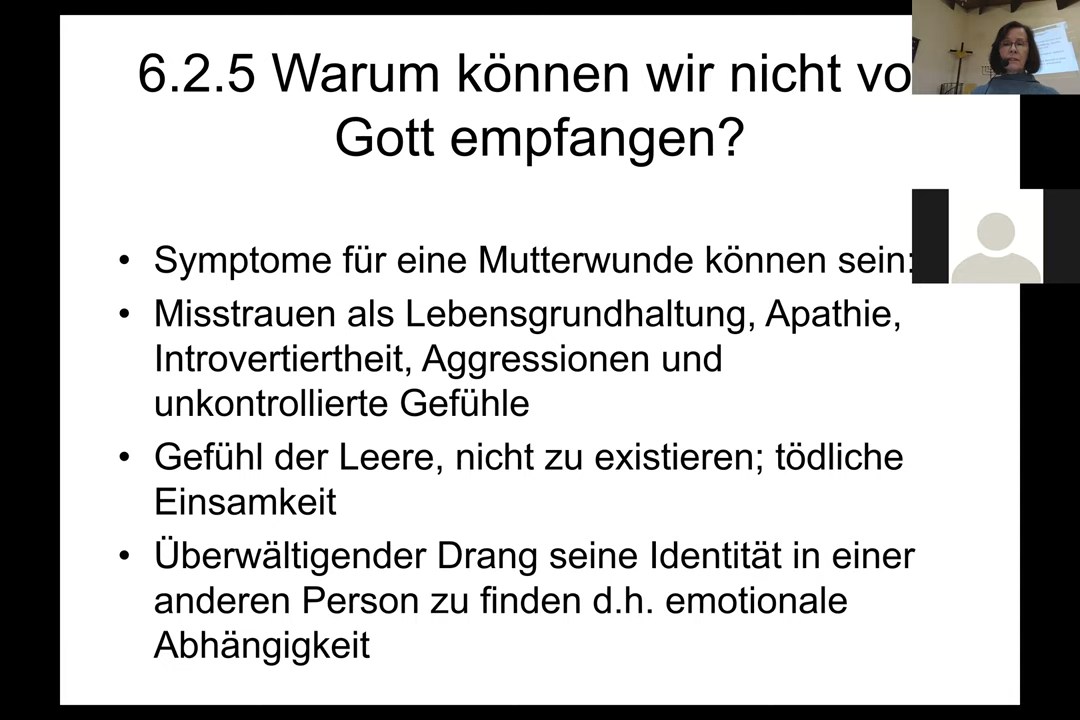 6.2.5 Warum können wir nicht vo
Gott empfangen?
• Symptome für eine Mutterwunde können sein:
• Misstrauen als Lebensgrundhaltung, Apathie,
Introvertiertheit, Aggressionen und
unkontrollierte Gefühle
• Gefühl der Leere, nicht zu existieren; tödliche
Einsamkeit
• Überwältigender Drang seine Identität in einer
anderen Person zu finden d.h. emotionale
Abhängigkeit